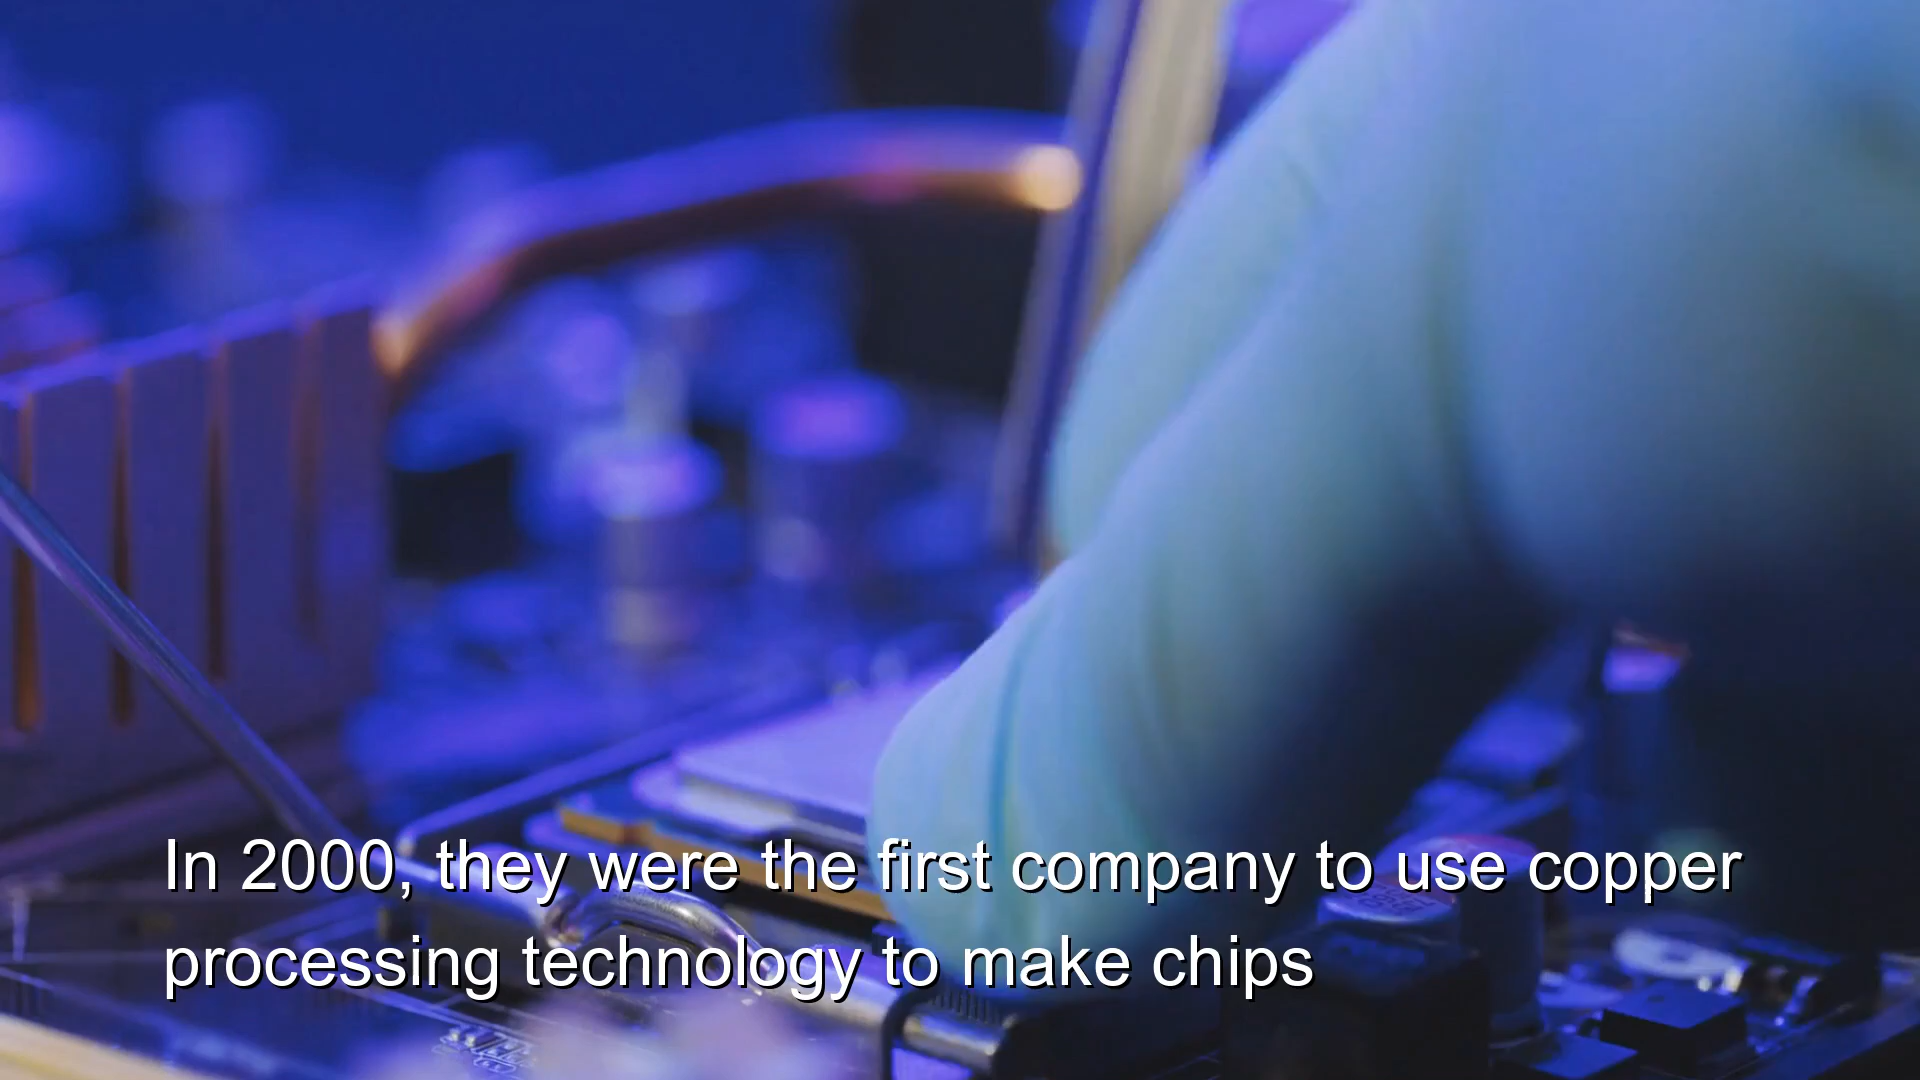 In 2000, they were the first company to use copper
processing technology to make chips